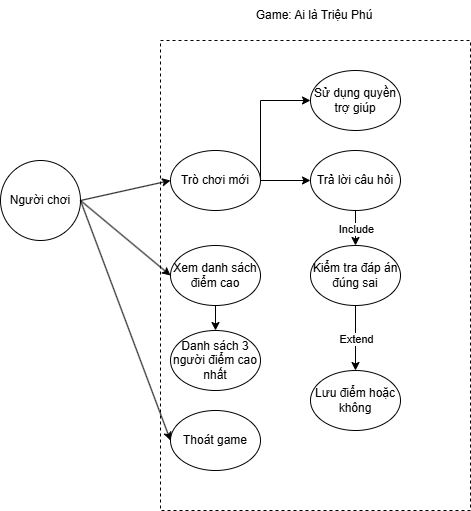 Game: Ai là Triệu Phú
Sử dụng quyền
trợ giúp
Người chơi
Trò chơi mới
Trả lời câu hỏi
Include
Xem danh sách
điểm cao
Kiểm tra đáp án
đúng sai
Extend
Danh sách 3
người điểm cao
nhất
Lưu điểm hoặc
không
Thoát game